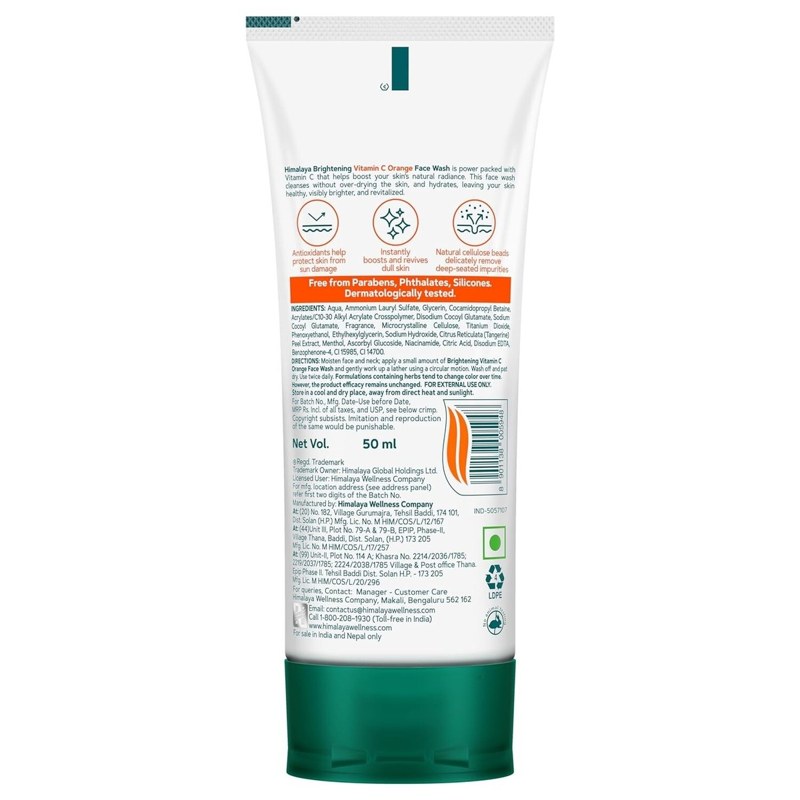 Himalaya Brightening Vitamin C Orange Face Wash is power packed with
Vitamin C that helps boost your skin's natural radiance. This face wash
cleanses without over-drying the skin, and hydrates, leaving your skin
healthy, visibly brighter, and revitalized.
Antioxidants help
protect skin from
sun damage
Instantly
boosts and revives
dull skin
Natural cellulose beads
delicately remove
deep-seated impurities
Free from Parabens, Phthalates, Silicones.
Dermatologically tested.
INGREDIENTS: Aqua, Ammonium Lauryl Sulfate, Glycerin, Cocamidopropyl Betaine,
Acrylates/C10-30 Alkyl Acrylate Crosspolymer, Disodium Cocoyl Glutamate, Sodium
Cocoyl Glutamate, Fragrance, Microcrystalline Cellulose, Titanium Dioxide,
Phenoxyethanol, Ethylhexylglycerin, Sodium Hydroxide, Citrus Reticulata (Tangerine)
Peel Extract, Menthol, Ascorbyl Glucoside, Niacinamide, Citric Acid, Disodium EDTA,
Benzophenone-4, CI 15985, CI 14700.
DIRECTIONS: Moisten face and neck; apply a small amount of Brightening Vitamin C
Orange Face Wash and gently work up a lather using a circular motion. Wash off and pat
dry. Use twice daily. Formulations containing herbs tend to change color over time.
However, the product efficacy remains unchanged. FOR EXTERNAL USE ONLY.
Store in a cool and dry place, away from direct heat and sunlight.
For Batch No., Mfg. Date-Use before Date,
MRP Rs. Incl. of all taxes, and USP, see below crimp.
Copyright subsists. Imitation and reproduction
of the same would be punishable.
Net Vol. 50 ml
® Regd. Trademark
Trademark Owner: Himalaya Global Holdings Ltd.
Licensed User: Himalaya Wellness Company
For mfg. location address (see address panel)
refer first two digits of the Batch No.
Manufactured by: Himalaya Wellness Company
At: (20) No. 182, Village Gurumajra, Tehsil Baddi, 174 101,
Dist. Solan (H.P.) Mfg. Lic. No. M HIM/COS/L/12/167
At: (44)Unit III, Plot No. 79-A & 79-B, EPIP, Phase-II,
Village Thana, Baddi, Dist. Solan, (H.P.) 173 205
Mfg. Lic. No. M HIM/COS/L/17/257
At: (99) Unit-II, Plot No. 114 A; Khasra No. 2214/2036/1785;
2219/2037/1785; 2224/2038/1785 Village & Post office Thana.
Epip Phase II. Tehsil Baddi Dist. Solan H.P. - 173 205
Mfg. Lic. No. M HIM/COS/L/20/296
For queries, Contact: Manager - Customer Care
Himalaya Wellness Company, Makali, Bengaluru 562 162
Email: contactus@himalayawellness.com
Call 1-800-208-1930 (Toll-free in India)
www.himalayawellness.com
For sale in India and Nepal only
IND-5057107
4
LDPE